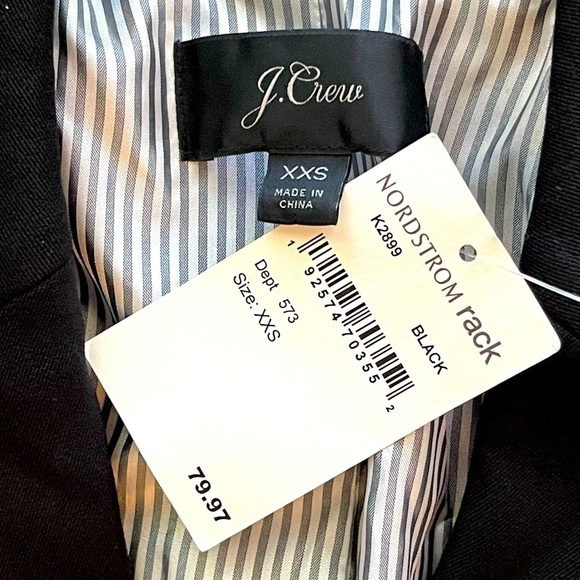 J.Crew
XXS
MADE IN
CHINA
NORDSTROM rack
K2899
BLACK
1 92574 70355 2
Dept 573
Size: XXS
79.97